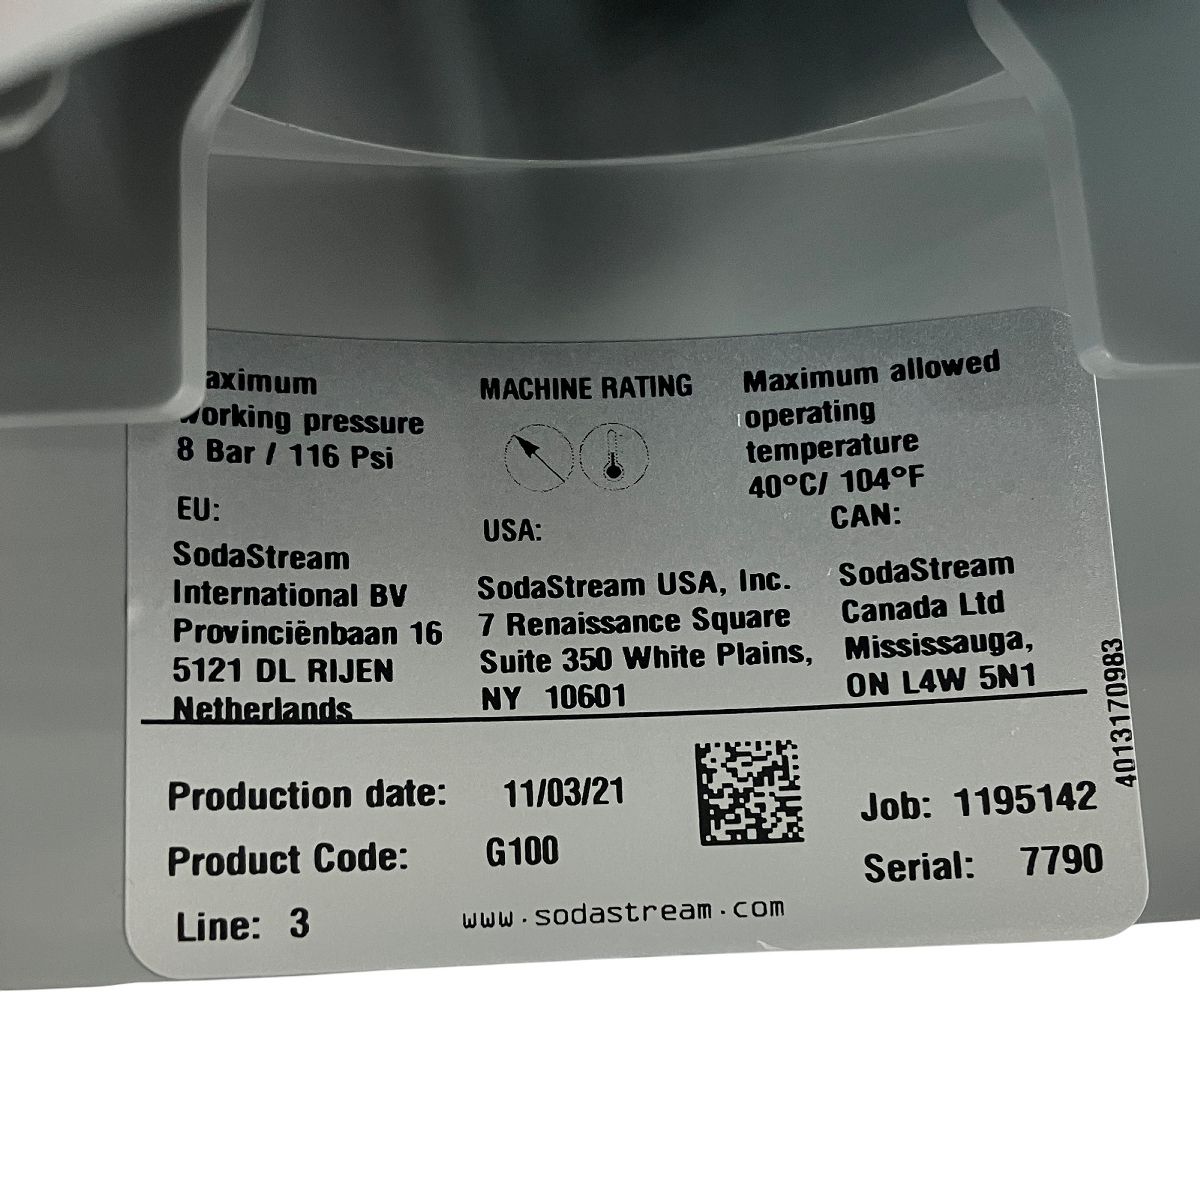 aximum
working pressure
8 Bar / 116 Psi
MACHINE RATING
Maximum allowed
operating
temperature
40°C/ 104°F
EU:
SodaStream
International BV
Provinciënbaan 16
5121 DL RIJEN
Netherlands
USA:
SodaStream USA, Inc.
7 Renaissance Square
Suite 350 White Plains,
NY 10601
CAN:
SodaStream
Canada Ltd
Mississauga,
ON L4W 5N1
4013170983
Production date: 11/03/21
Product Code: G100
Line: 3
www.sodastream.com
Job: 1195142
Serial: 7790